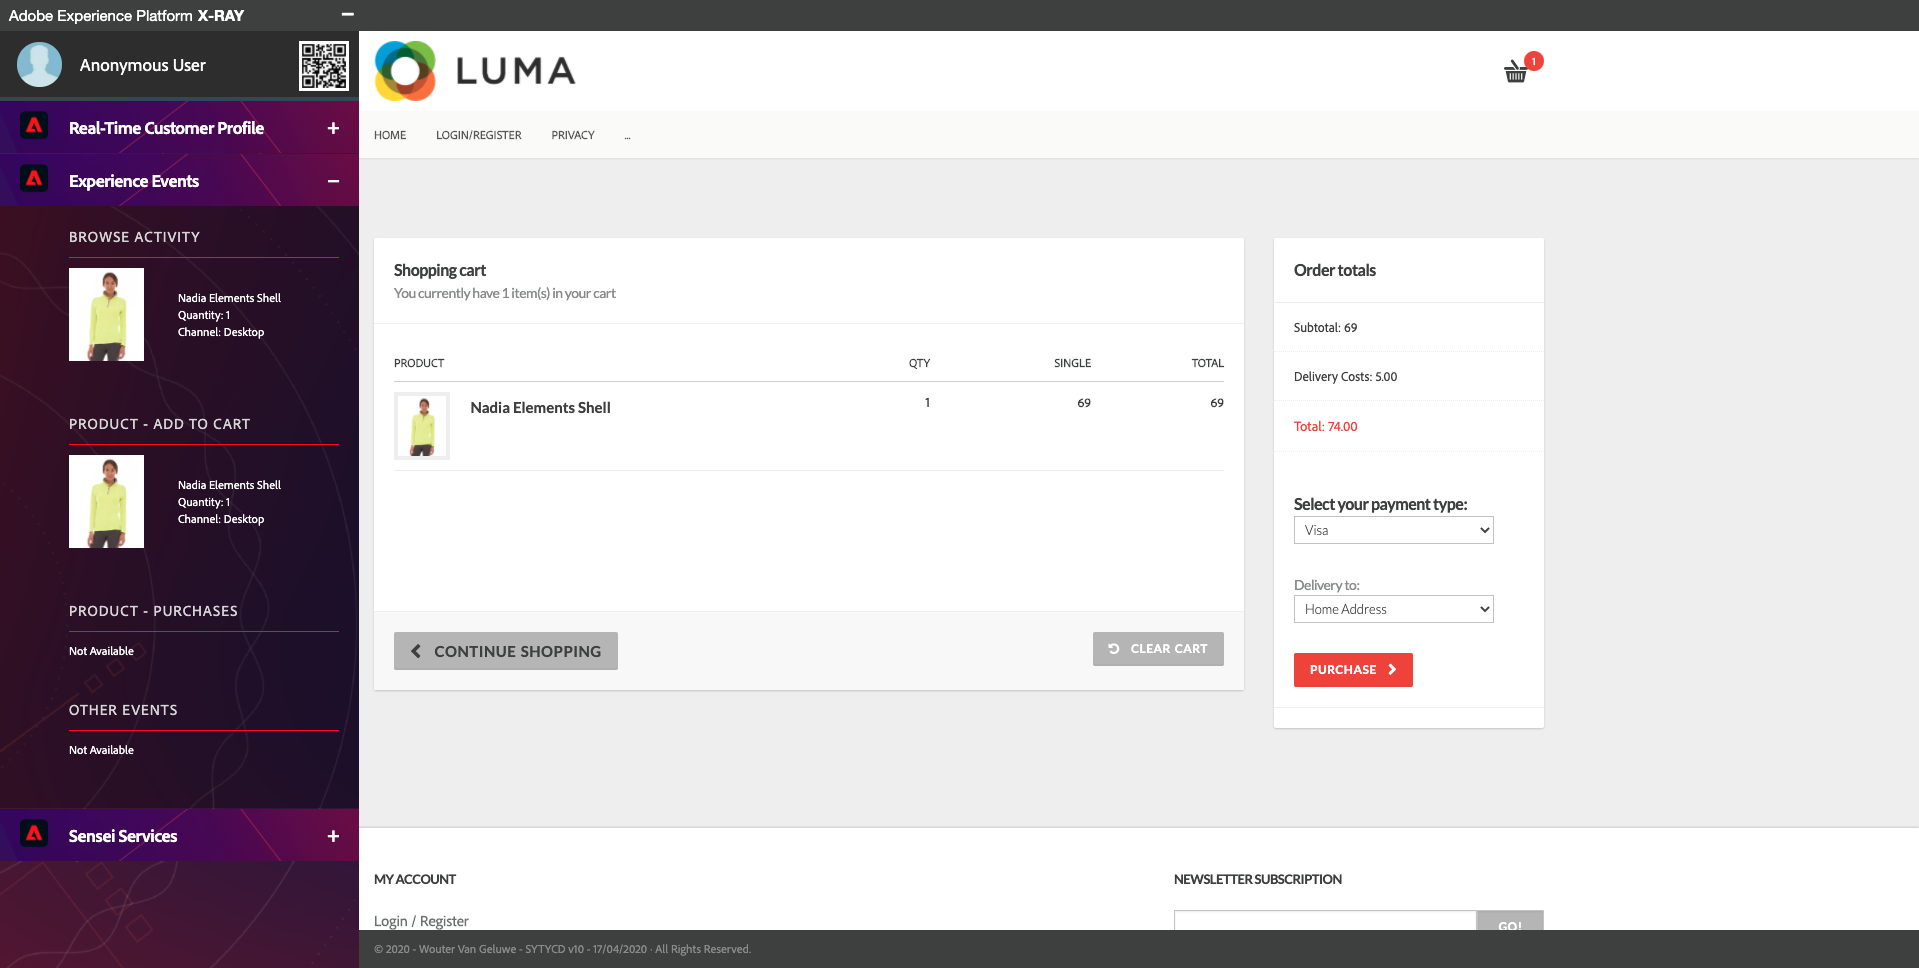 Adobe Experience Platform X-RAY
Anonymous User
Real-Time Customer Profile
Experience Events
BROWSE ACTIVITY
Nadia Elements Shell
Quantity: 1
Channel: Desktop
PRODUCT - ADD TO CART
Nadia Elements Shell
Quantity: 1
Channel: Desktop
PRODUCT - PURCHASES
Not Available
OTHER EVENTS
Not Available
Sensei Services
LUMA
1
HOME LOGIN/REGISTER PRIVACY ...
Shopping cart
You currently have 1 item(s) in your cart
PRODUCT QTY SINGLE TOTAL
Nadia Elements Shell 1 69 69
CONTINUE SHOPPING
CLEAR CART
Order totals
Subtotal: 69
Delivery Costs: 5.00
Total: 74.00
Select your payment type:
Visa
Delivery to:
Home Address
PURCHASE
MY ACCOUNT
Login / Register
NEWSLETTER SUBSCRIPTION
GO!
© 2020 - Wouter Van Geluwe - SYTYCD v10 - 17/04/2020 · All Rights Reserved.